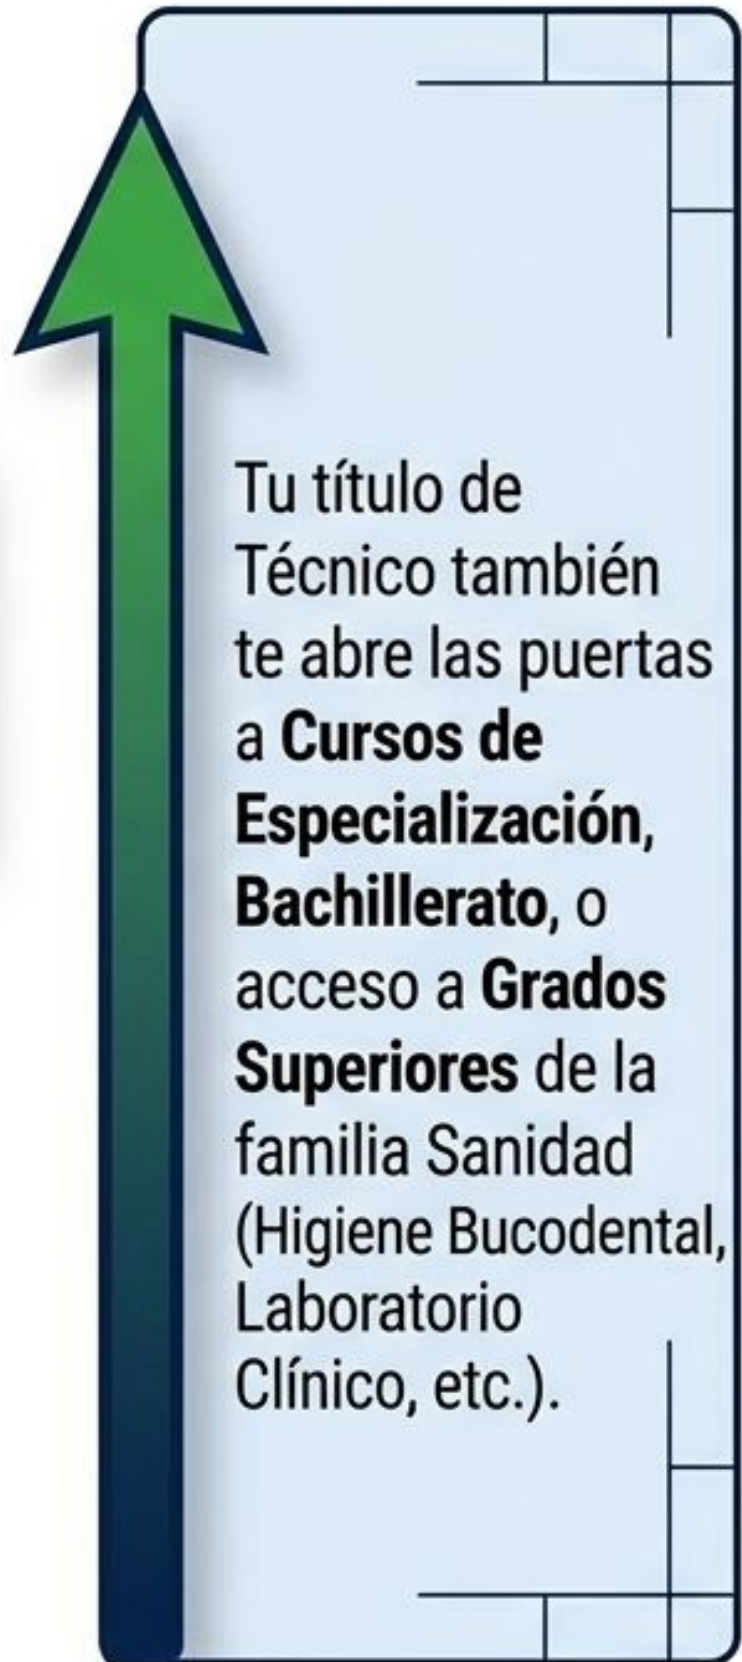 Tu título de
Técnico también
te abre las puertas
a Cursos de
Especialización,
Bachillerato, o
acceso a Grados
Superiores de la
familia Sanidad
(Higiene Bucodental,
Laboratorio
Clínico, etc.).